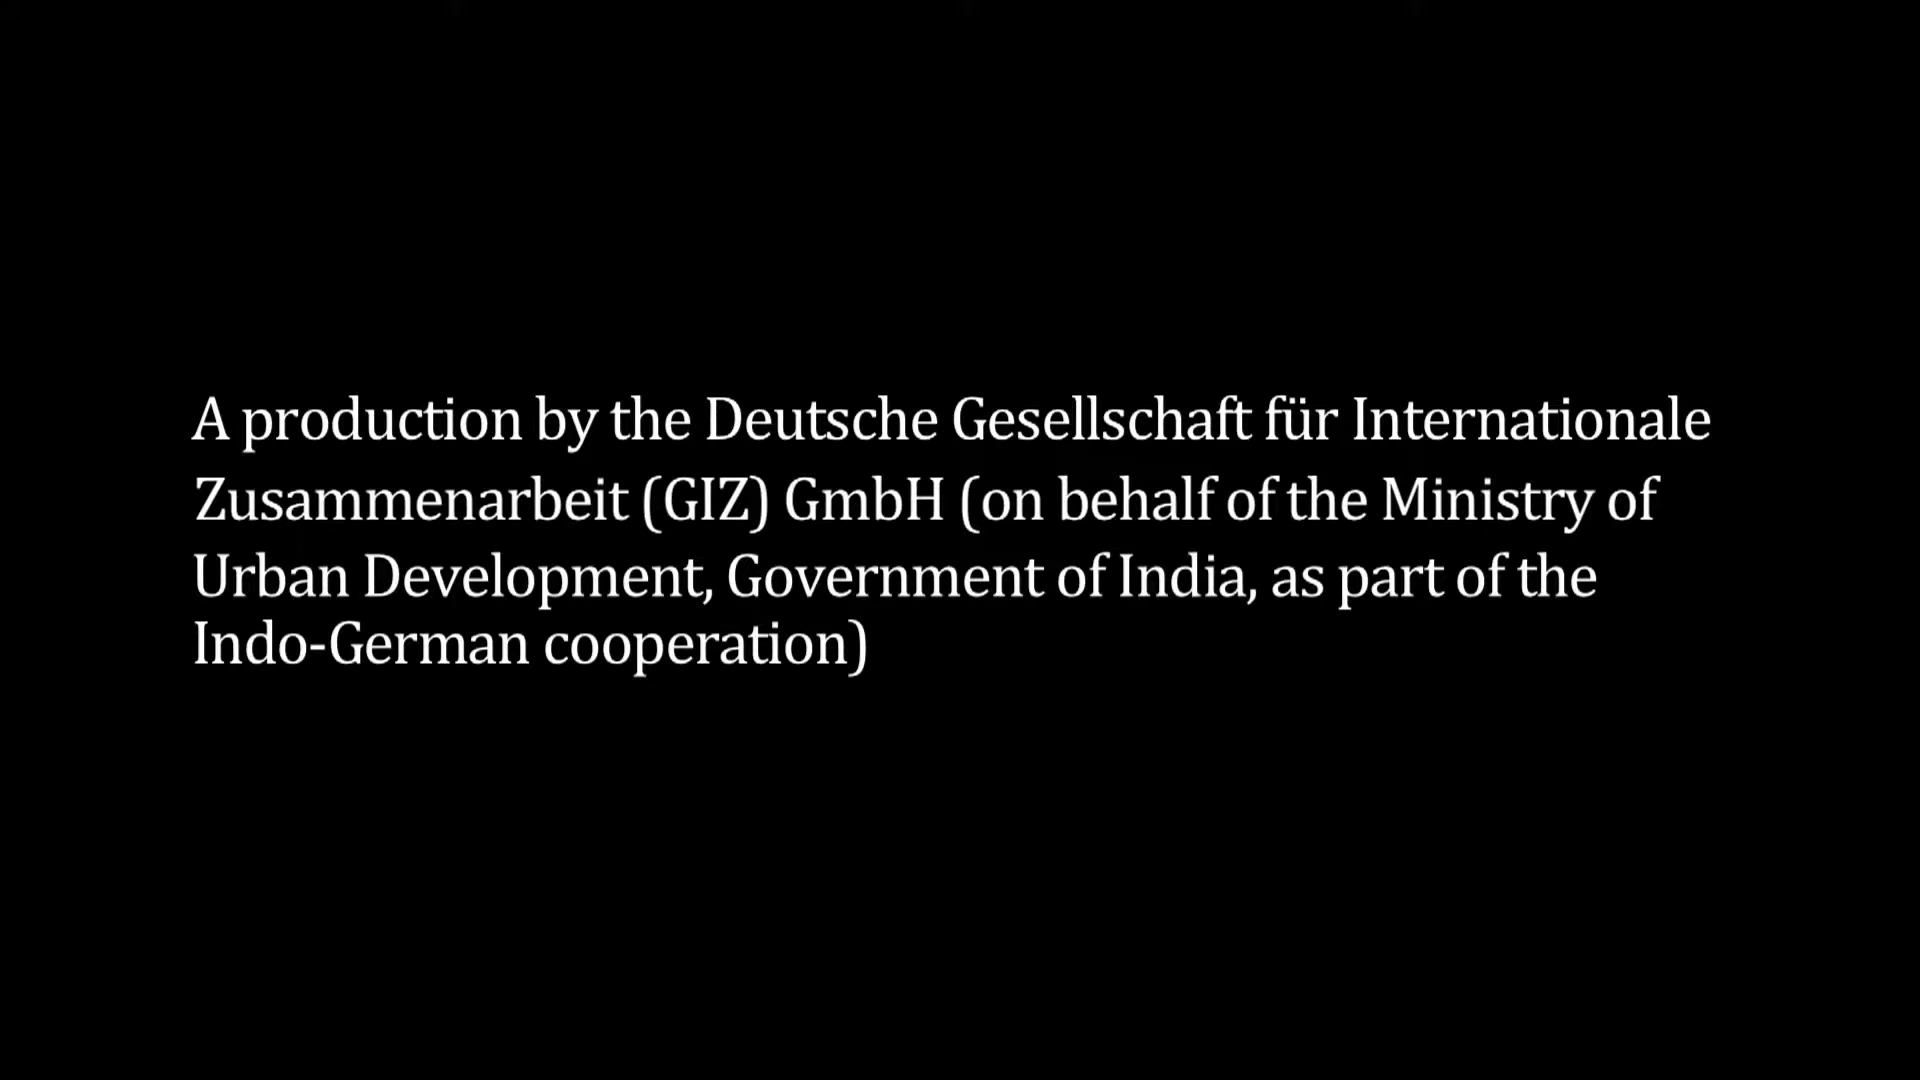 A production by the Deutsche Gesellschaft für Internationale
Zusammenarbeit (GIZ) GmbH (on behalf of the Ministry of
Urban Development, Government of India, as part of the
Indo-German cooperation)